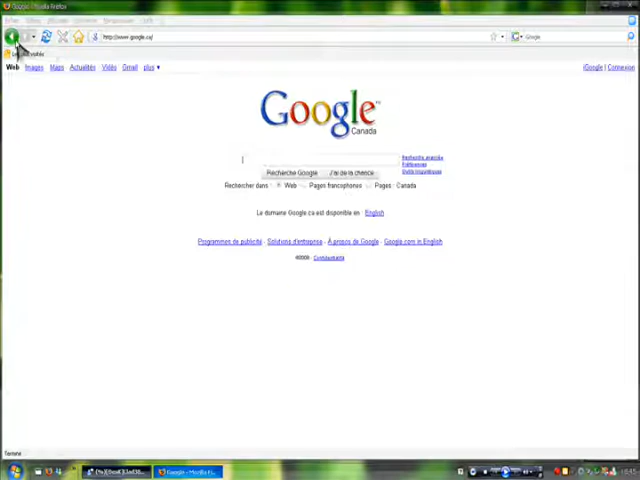 Google - Mozilla Firefox
http://www.google.ca/
Google
Web Images Maps Actualités Vidéo Gmail plus ▼
iGoogle | Connexion
Google™
Canada
Recherche avancée
Préférences
Outils linguistiques
Recherche Google J'ai de la chance
Rechercher dans : Web Pages francophones Pages : Canada
Le domaine Google.ca est disponible en : English
Programmes de publicité - Solutions d'entreprise - À propos de Google - Google.com in English
Confidentialité
Terminé
Google - Mozilla Fi...